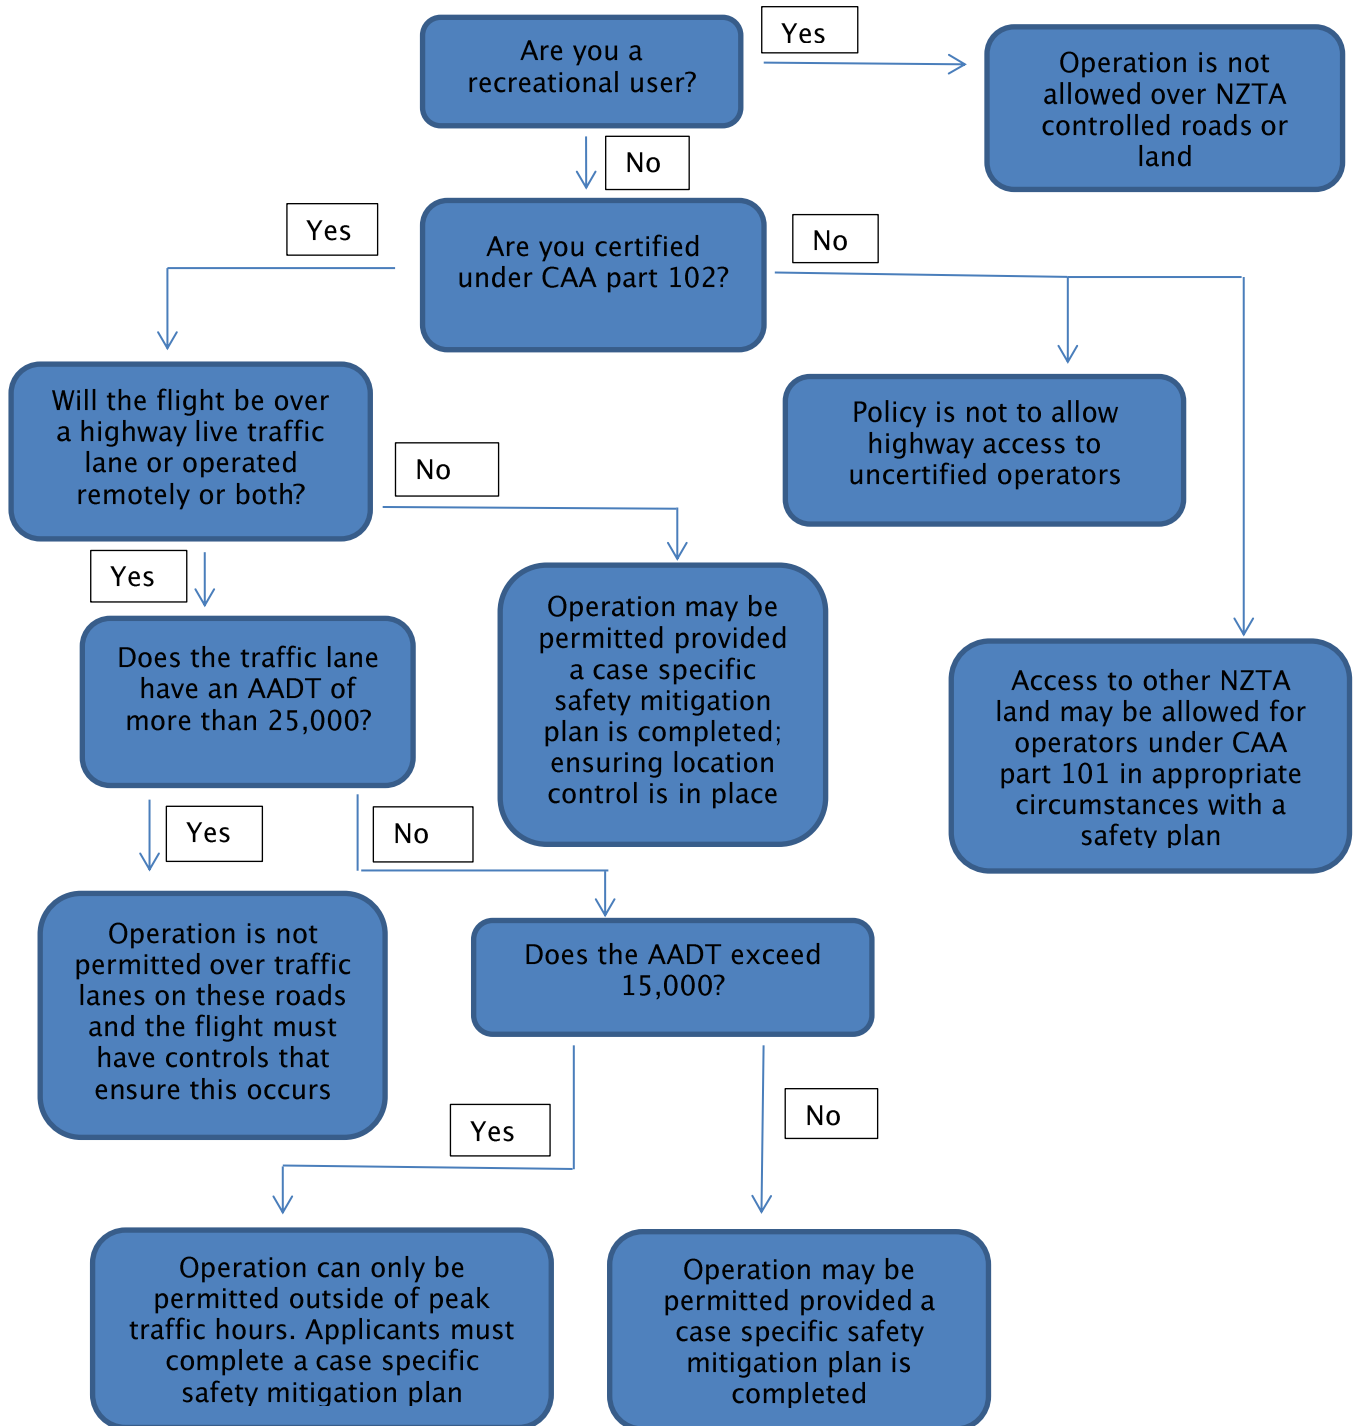 Are you a
recreational user?
Yes
Operation is not
allowed over NZTA
controlled roads or
land
No
Yes
Are you certified
under CAA part 102?
No
Will the flight be over
a highway live traffic
lane or operated
remotely or both?
No
Policy is not to allow
highway access to
uncertified operators
Yes
Does the traffic lane
have an AADT of
more than 25,000?
Operation may be
permitted provided
a case specific
safety mitigation
plan is completed;
ensuring location
control is in place
Access to other NZTA
land may be allowed for
operators under CAA
part 101 in appropriate
circumstances with a
safety plan
Yes
No
Operation is not
permitted over traffic
lanes on these roads
and the flight must
have controls that
ensure this occurs
Does the AADT exceed
15,000?
Yes
No
Operation can only be
permitted outside of peak
traffic hours. Applicants must
complete a case specific
safety mitigation plan
Operation may be
permitted provided a
case specific safety
mitigation plan is
completed